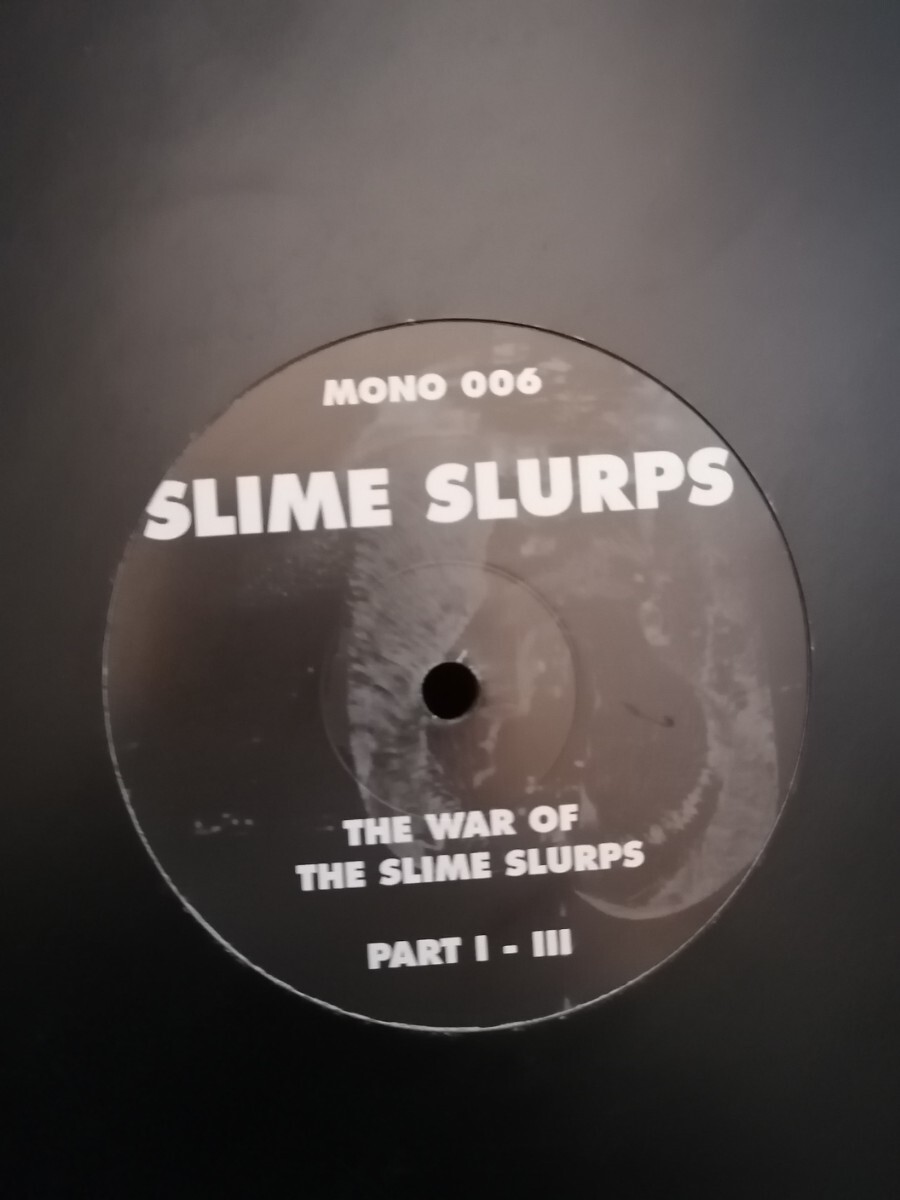 MONO 006
SLIME SLURPS
THE WAR OF
THE SLIME SLURPS
PART I - III